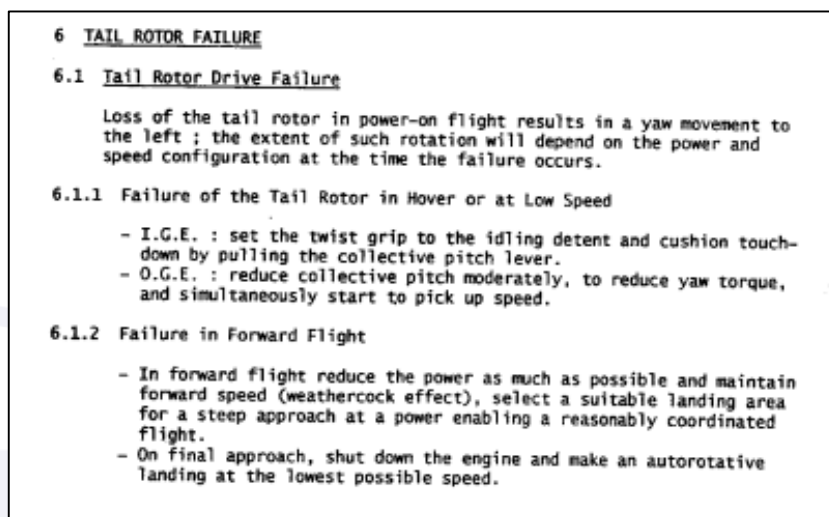 6 TAIL ROTOR FAILURE
6.1 Tail Rotor Drive Failure
Loss of the tail rotor in power-on flight results in a yaw movement to
the left ; the extent of such rotation will depend on the power and
speed configuration at the time the failure occurs.
6.1.1 Failure of the Tail Rotor in Hover or at Low Speed
- I.G.E. : set the twist grip to the idling detent and cushion touch-
down by pulling the collective pitch lever.
- O.G.E. : reduce collective pitch moderately, to reduce yaw torque,
and simultaneously start to pick up speed.
6.1.2 Failure in Forward Flight
- In forward flight reduce the power as much as possible and maintain
forward speed (weathercock effect), select a suitable landing area
for a steep approach at a power enabling a reasonably coordinated
flight.
- On final approach, shut down the engine and make an autorotative
landing at the lowest possible speed.